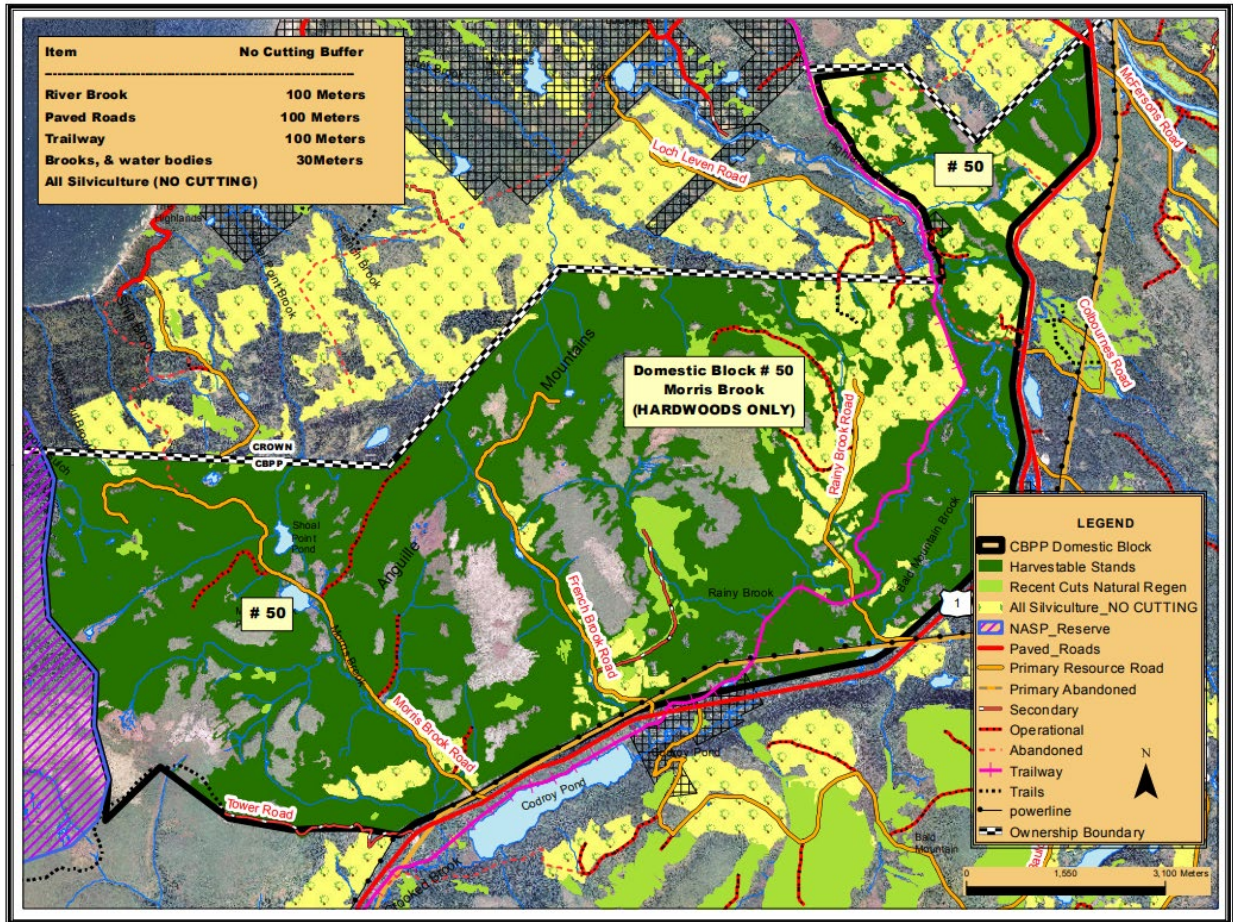 Item No Cutting Buffer
River Brook 100 Meters
Paved Roads 100 Meters
Trailway 100 Meters
Brooks, & water bodies 30Meters
All Silviculture (NO CUTTING)
McFersons Road
Loch Leven Road
# 50
Highlands
Colbournes Road
Mountains
Domestic Block # 50
Morris Brook
(HARDWOODS ONLY)
Rainy Brook Road
CROWN
CBPP
Shoal
Point
Pond
Anguille
Bald Mountain Brook
Rainy Brook
French Brook Road
# 50
Morris Brook
Morris Brook Road
Tower Road
Codroy Pond
Codroy Pond
Bald
Mountain
1
LEGEND
CBPP Domestic Block
Harvestable Stands
Recent Cuts Natural Regen
All Silviculture_NO CUTTING
NASP_Reserve
Paved_Roads
Primary Resource Road
Primary Abandoned
Secondary
Operational
Abandoned
Trailway
Trails
powerline
Ownership Boundary
N
0 1,550 3,100 Meters